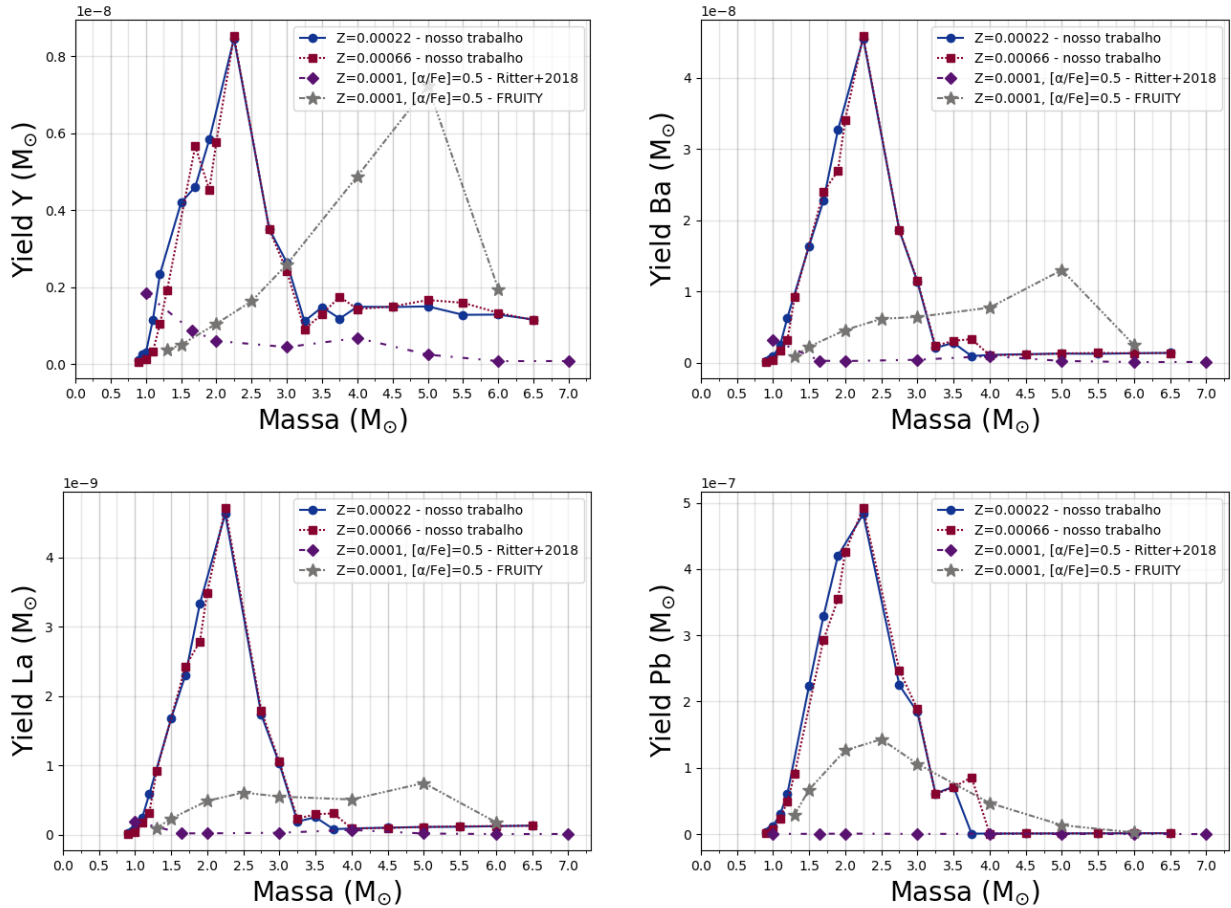 1e−8
Yield Y (M⊙)
0.8
0.6
0.4
0.2
0.0
Z=0.00022 - nosso trabalho
Z=0.00066 - nosso trabalho
Z=0.0001, [α/Fe]=0.5 - Ritter+2018
Z=0.0001, [α/Fe]=0.5 - FRUITY
0.0 0.5 1.0 1.5 2.0 2.5 3.0 3.5 4.0 4.5 5.0 5.5 6.0 6.5 7.0
Massa (M⊙)
1e−8
Yield Ba (M⊙)
4
3
2
1
0
Z=0.00022 - nosso trabalho
Z=0.00066 - nosso trabalho
Z=0.0001, [α/Fe]=0.5 - Ritter+2018
Z=0.0001, [α/Fe]=0.5 - FRUITY
0.0 0.5 1.0 1.5 2.0 2.5 3.0 3.5 4.0 4.5 5.0 5.5 6.0 6.5 7.0
Massa (M⊙)
1e−9
Yield La (M⊙)
4
3
2
1
0
Z=0.00022 - nosso trabalho
Z=0.00066 - nosso trabalho
Z=0.0001, [α/Fe]=0.5 - Ritter+2018
Z=0.0001, [α/Fe]=0.5 - FRUITY
0.0 0.5 1.0 1.5 2.0 2.5 3.0 3.5 4.0 4.5 5.0 5.5 6.0 6.5 7.0
Massa (M⊙)
1e−7
Yield Pb (M⊙)
5
4
3
2
1
0
Z=0.00022 - nosso trabalho
Z=0.00066 - nosso trabalho
Z=0.0001, [α/Fe]=0.5 - Ritter+2018
Z=0.0001, [α/Fe]=0.5 - FRUITY
0.0 0.5 1.0 1.5 2.0 2.5 3.0 3.5 4.0 4.5 5.0 5.5 6.0 6.5 7.0
Massa (M⊙)